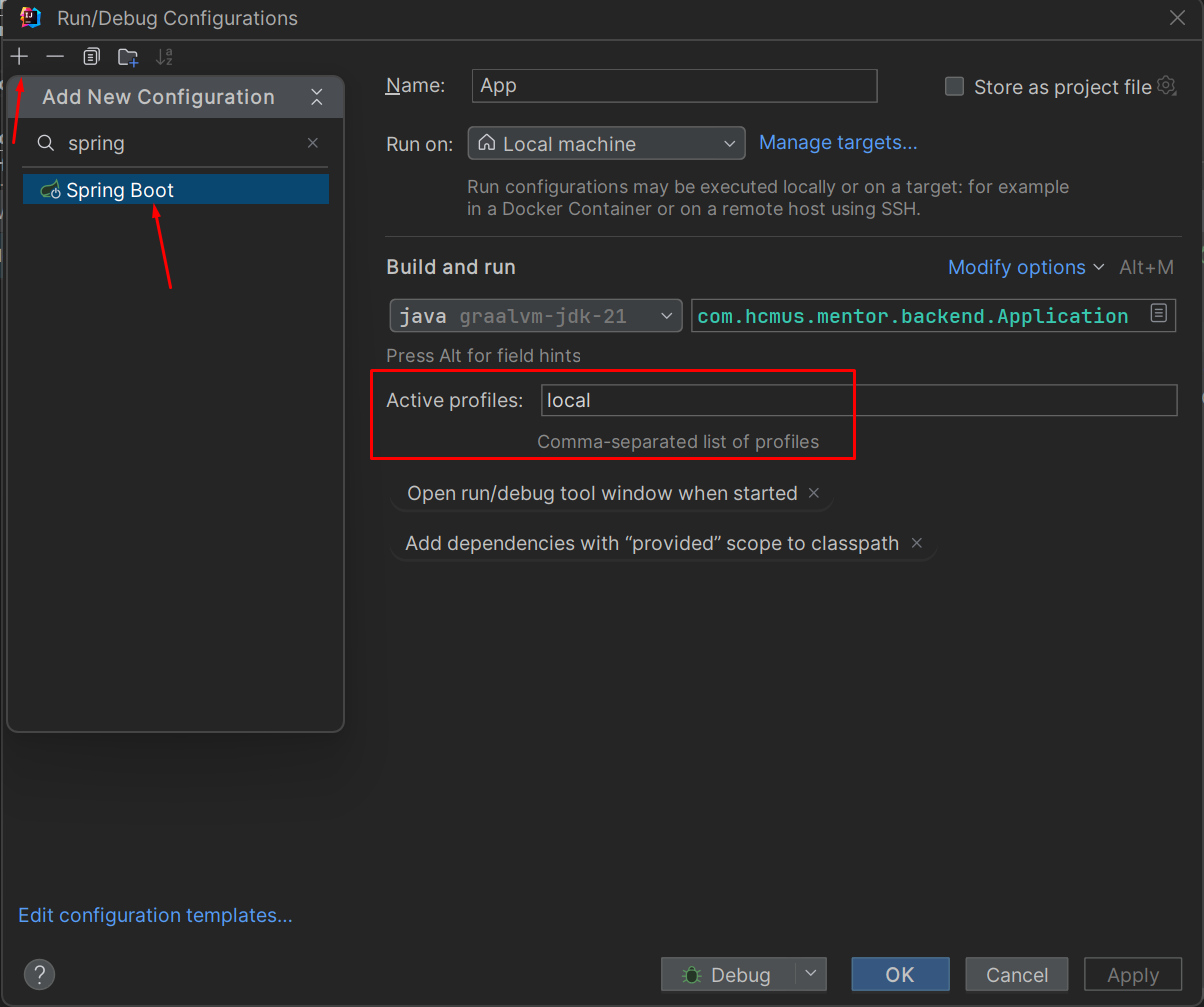 Run/Debug Configurations
Add New Configuration
spring
Spring Boot
Name: App
Store as project file
Run on: Local machine Manage targets...
Run configurations may be executed locally or on a target: for example
in a Docker Container or on a remote host using SSH.
Build and run Modify options Alt+M
java graalvm-jdk-21 com.hcmus.mentor.backend.Application
Press Alt for field hints
Active profiles: local
Comma-separated list of profiles
Open run/debug tool window when started
Add dependencies with “provided” scope to classpath
Edit configuration templates...
? Debug OK Cancel Apply